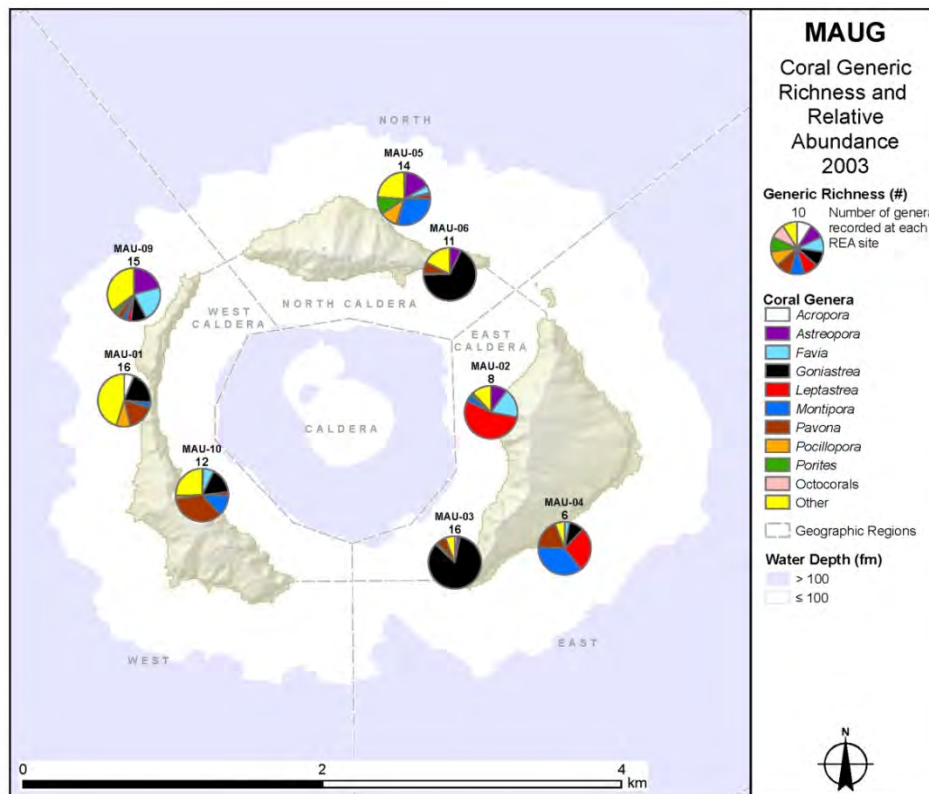 MAUG
Coral Generic
Richness and
Relative
Abundance
2003
Generic Richness (#)
10
Number of genera
recorded at each
REA site
Coral Genera
Acropora
Astreopora
Favia
Goniastrea
Leptastrea
Montipora
Pavona
Pocillopora
Porites
Octocorals
Other
Geographic Regions
Water Depth (fm)
> 100
≤ 100
N
NORTH
MAU-05
14
MAU-06
11
MAU-09
15
NORTH CALDERA
WEST
CALDERA
EAST
CALDERA
MAU-01
16
MAU-02
8
CALDERA
MAU-10
12
MAU-03
16
MAU-04
6
WEST
EAST
0
2
4
km